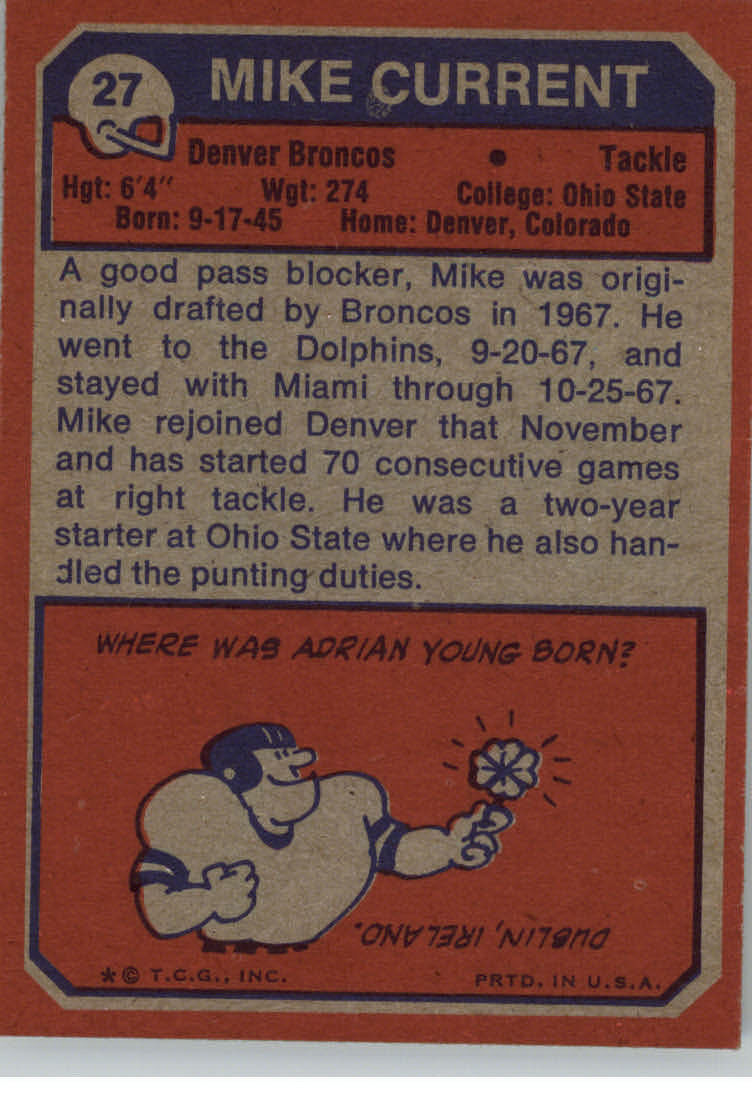 27
MIKE CURRENT
Denver Broncos • Tackle
Hgt: 6'4" Wgt: 274 College: Ohio State
Born: 9-17-45 Home: Denver, Colorado
A good pass blocker, Mike was origi-
nally drafted by Broncos in 1967. He
went to the Dolphins, 9-20-67, and
stayed with Miami through 10-25-67.
Mike rejoined Denver that November
and has started 70 consecutive games
at right tackle. He was a two-year
starter at Ohio State where he also han-
dled the punting duties.
WHERE WAS ADRIAN YOUNG BORN?
DUBLIN, IRELAND.
*© T.C.G., INC. PRTD. IN U.S.A.